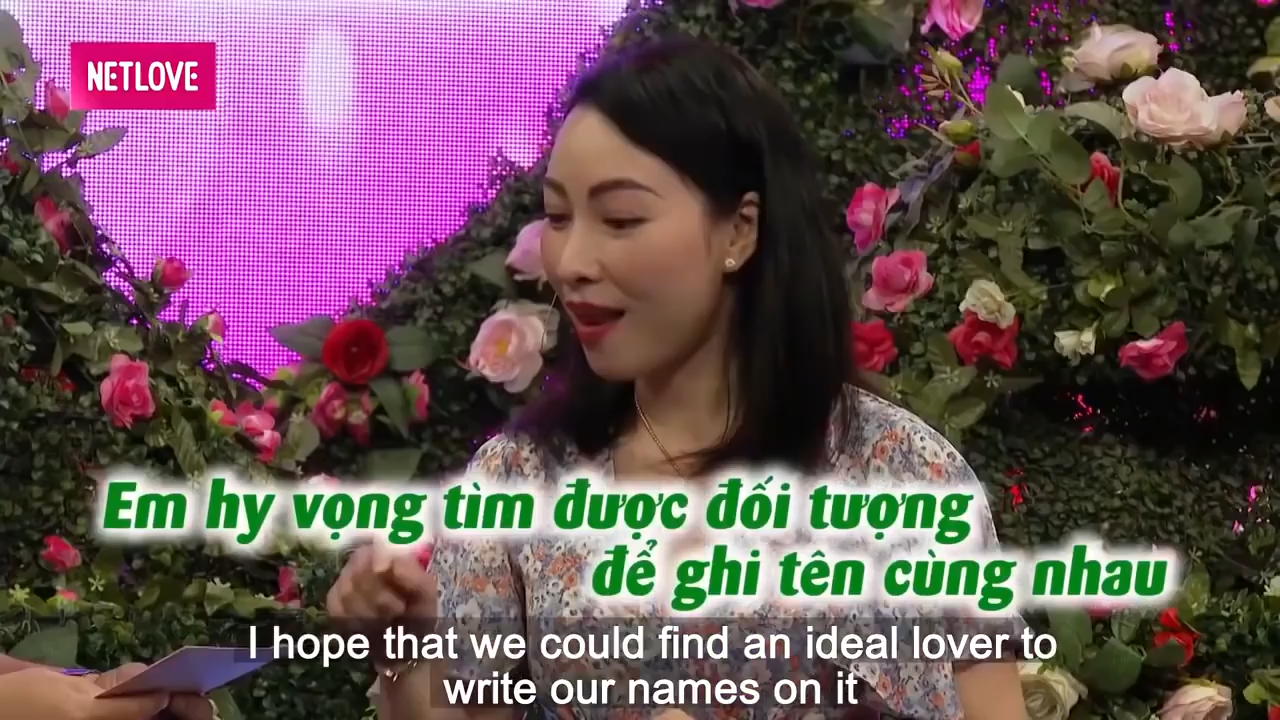 NETLOVE
Em hy vọng tìm được đối tượng
để ghi tên cùng nhau
I hope that we could find an ideal lover to
write our names on it